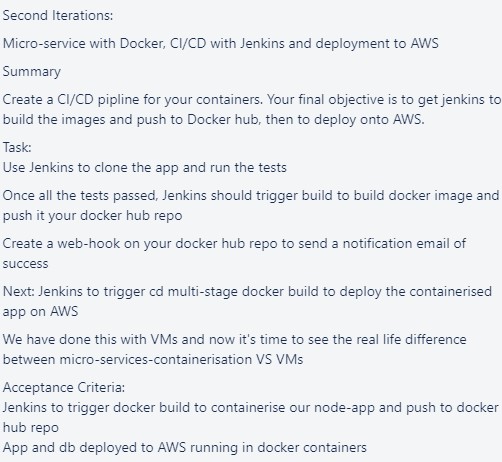 Second Iterations:
Micro-service with Docker, CI/CD with Jenkins and deployment to AWS
Summary
Create a CI/CD pipline for your containers. Your final objective is to get jenkins to
build the images and push to Docker hub, then to deploy onto AWS.
Task:
Use Jenkins to clone the app and run the tests
Once all the tests passed, Jenkins should trigger build to build docker image and
push it your docker hub repo
Create a web-hook on your docker hub repo to send a notification email of
success
Next: Jenkins to trigger cd multi-stage docker build to deploy the containerised
app on AWS
We have done this with VMs and now it's time to see the real life difference
between micro-services-containerisation VS VMs
Acceptance Criteria:
Jenkins to trigger docker build to containerise our node-app and push to docker
hub repo
App and db deployed to AWS running in docker containers